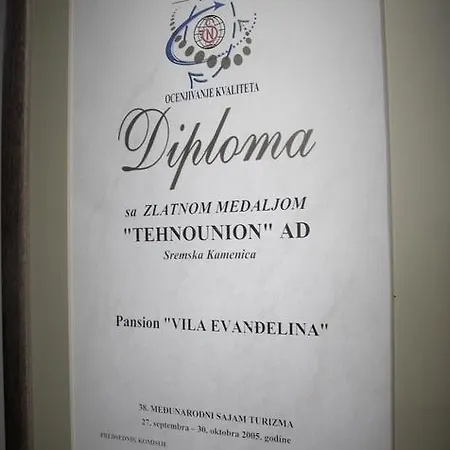 OCENJIVANJE KVALITETA
Diploma
sa ZLATNOM MEDALJOM
"TEHNOUNION" AD
Sremska Kamenica
Pansion "VILA EVANĐELINA"
38. MEĐUNARODNI SAJAM TURIZMA
27. septembra – 30. oktobra 2005. godine
PREDSEDNIK KOMISIJE